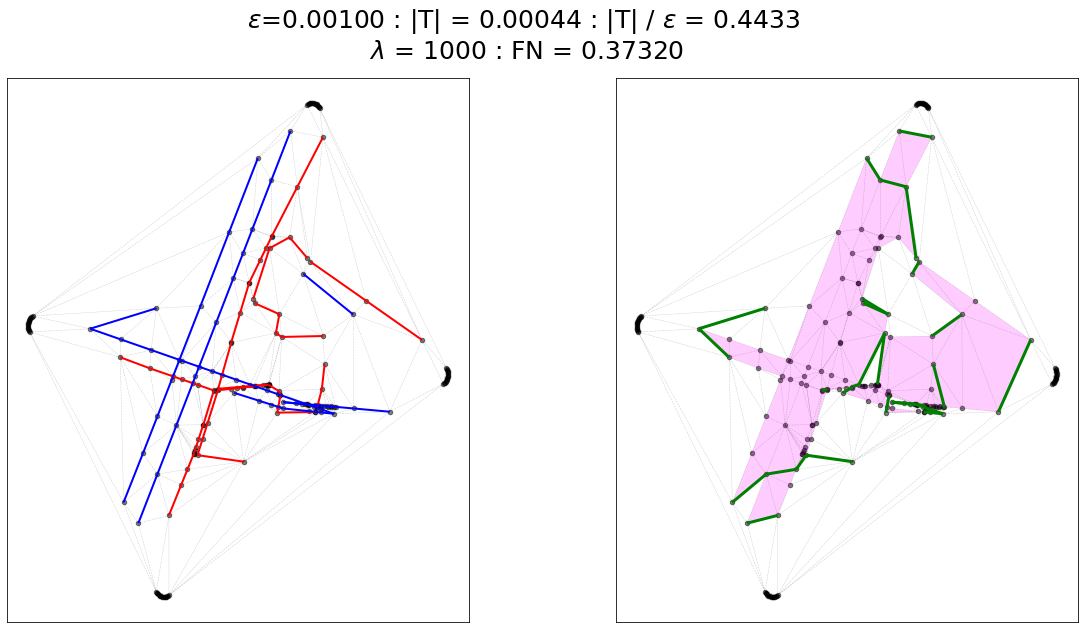 ε=0.00100 : |T| = 0.00044 : |T| / ε = 0.4433
λ = 1000 : FN = 0.37320